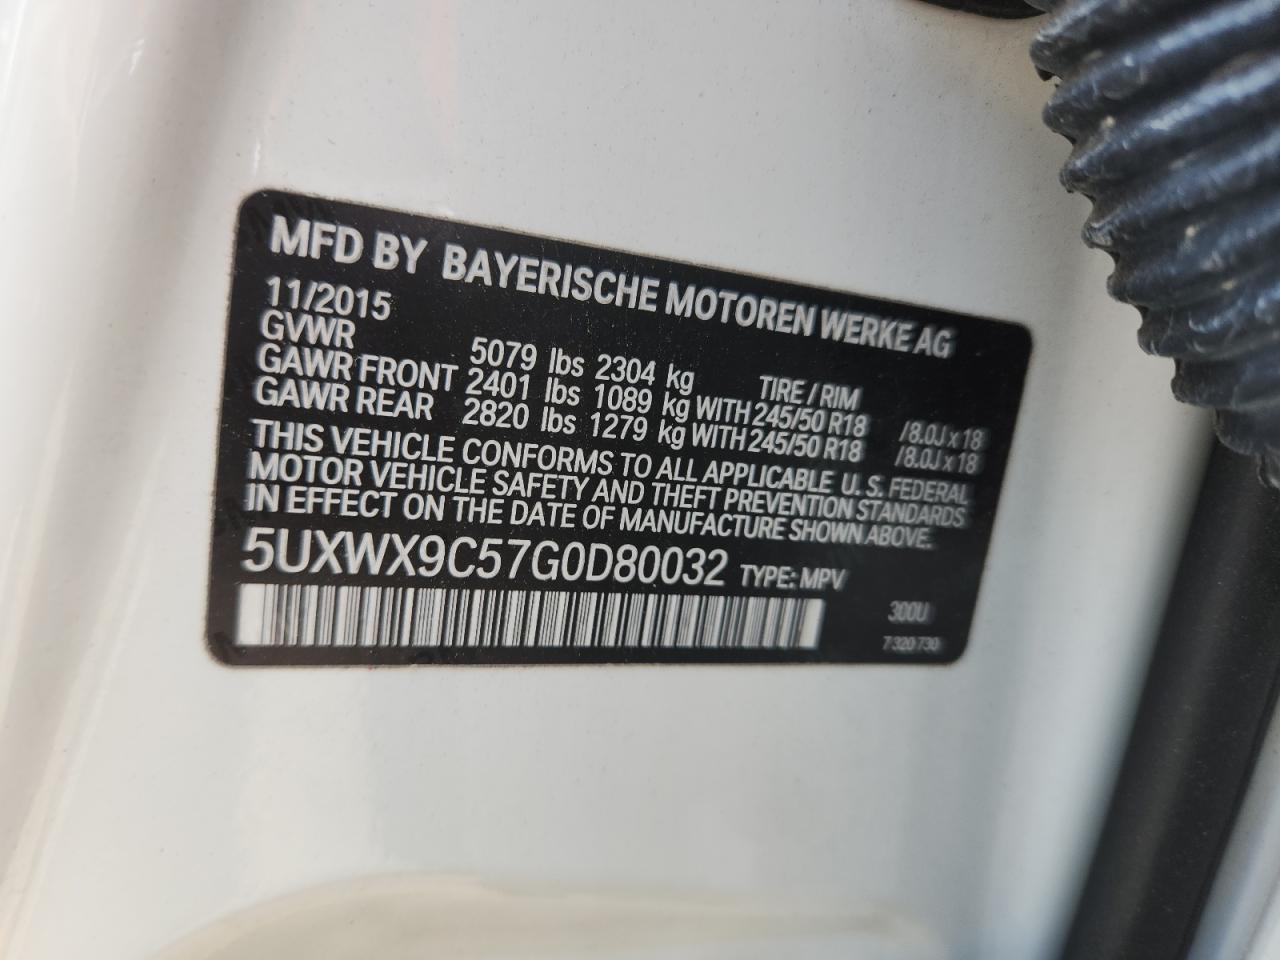 MFD BY BAYERISCHE MOTOREN WERKE AG
11/2015
GVWR 5079 lbs 2304 kg TIRE / RIM
GAWR FRONT 2401 lbs 1089 kg WITH 245/50 R18 /8.0J x 18
GAWR REAR 2820 lbs 1279 kg WITH 245/50 R18 /8.0J x 18
THIS VEHICLE CONFORMS TO ALL APPLICABLE U.S. FEDERAL
MOTOR VEHICLE SAFETY AND THEFT PREVENTION STANDARDS
IN EFFECT ON THE DATE OF MANUFACTURE SHOWN ABOVE.
5UXWX9C57G0D80032 TYPE: MPV
300U
7 320 730